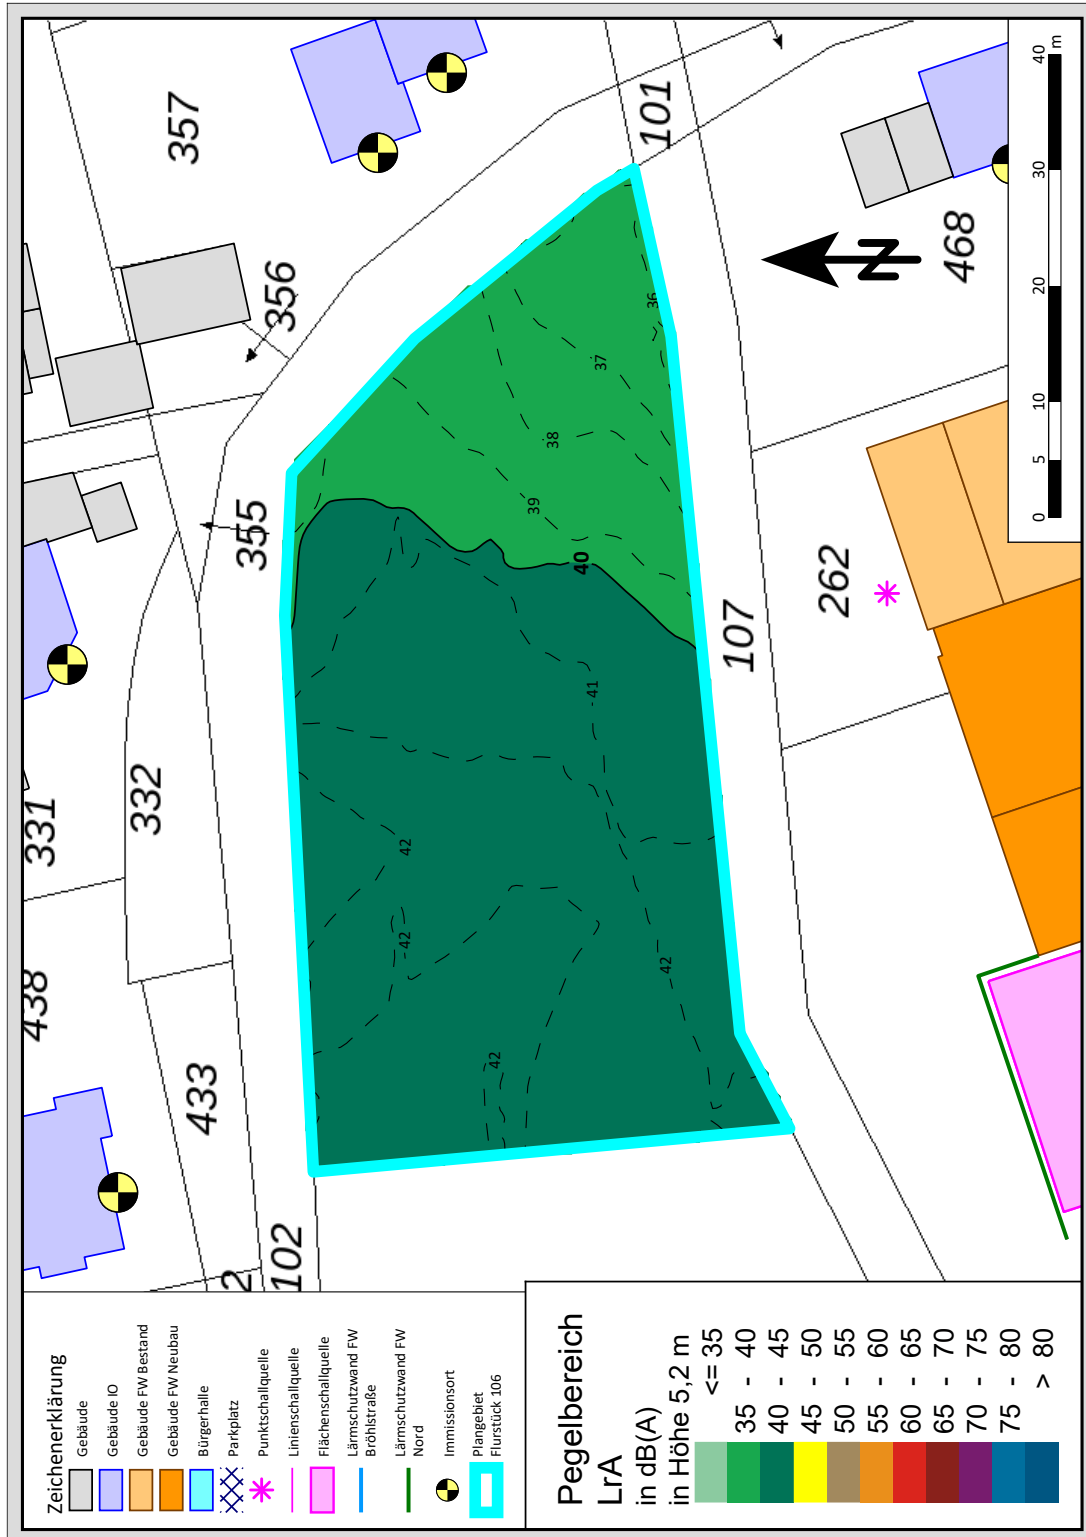 357
356
355
101
468
262
107
332
331
438
433
2
102
36
37
38
39
40
41
42
42
42
42
N
0 5 10 20 30 40
m
Zeichenerklärung
Gebäude
Gebäude IO
Gebäude FW Bestand
Gebäude FW Neubau
Bürgerhalle
Parkplatz
Punktschallquelle
Linienschallquelle
Flächenschallquelle
Lärmschutzwand FW
Bröhlstraße
Lärmschutzwand FW
Nord
Immissionsort
Plangebiet
Flurstück 106
Pegelbereich
LrA
in dB(A)
in Höhe 5,2 m
<= 35
35 - 40
40 - 45
45 - 50
50 - 55
55 - 60
60 - 65
65 - 70
70 - 75
75 - 80
> 80